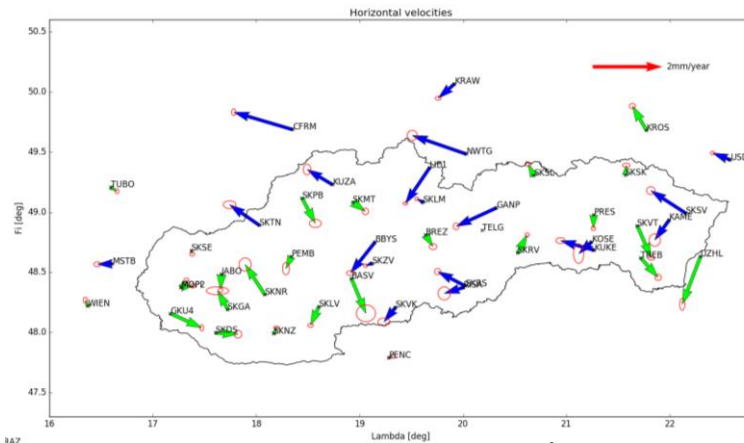 Horizontal velocities
50.5
2mm/year
KRAW
50.0
CFRM
KROS
49.5
NWTG
USD
TUBO
KUZA
SKPB
SKMT
SKLM
SKSL
SKSK
49.0
SKTN
GANP
PRES
SKSV
SKVT
KAME
TELG
BREZ
SKSE
PEMB
BBYS
SKZV
SKRV
KOSE
KUKE
TREB
UZHL
MSTB
JABO
BASV
MOP2
SKNR
WIEN
GKU4
SKGA
SKLV
SKVK
48.0
SKDS
SKNZ
PENC
48.5
47.5
16
17
18
19
20
21
22
Fi [deg]
Lambda [deg]